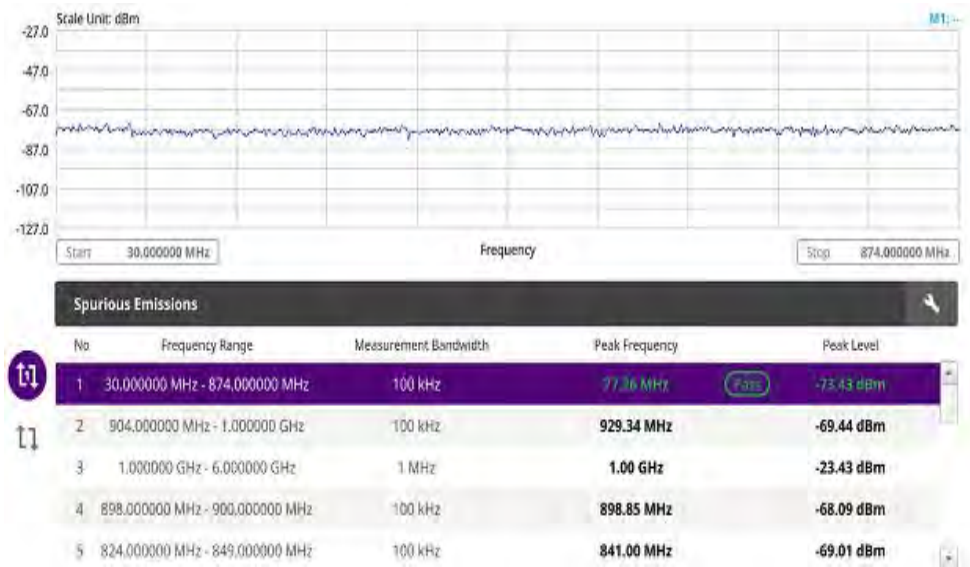 Scale Unit: dBm M1: --
-27.0
-47.0
-67.0
-87.0
-107.0
-127.0
Start 30.000000 MHz Frequency Stop 874.000000 MHz
Spurious Emissions
No Frequency Range Measurement Bandwidth Peak Frequency Peak Level
1 30.000000 MHz - 874.000000 MHz 100 kHz 77.26 MHz Pass -73.43 dBm
2 904.000000 MHz - 1.000000 GHz 100 kHz 929.34 MHz -69.44 dBm
3 1.000000 GHz - 6.000000 GHz 1 MHz 1.00 GHz -23.43 dBm
4 898.000000 MHz - 900.000000 MHz 100 kHz 898.85 MHz -68.09 dBm
5 824.000000 MHz - 849.000000 MHz 100 kHz 841.00 MHz -69.01 dBm